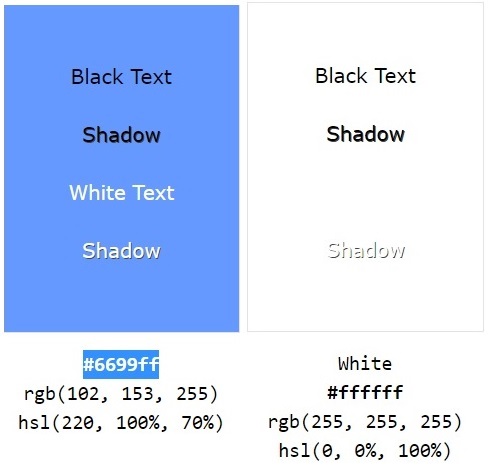 Black Text
Shadow
White Text
Shadow
#6699ff
rgb(102, 153, 255)
hsl(220, 100%, 70%)
Black Text
Shadow
Shadow
White
#ffffff
rgb(255, 255, 255)
hsl(0, 0%, 100%)